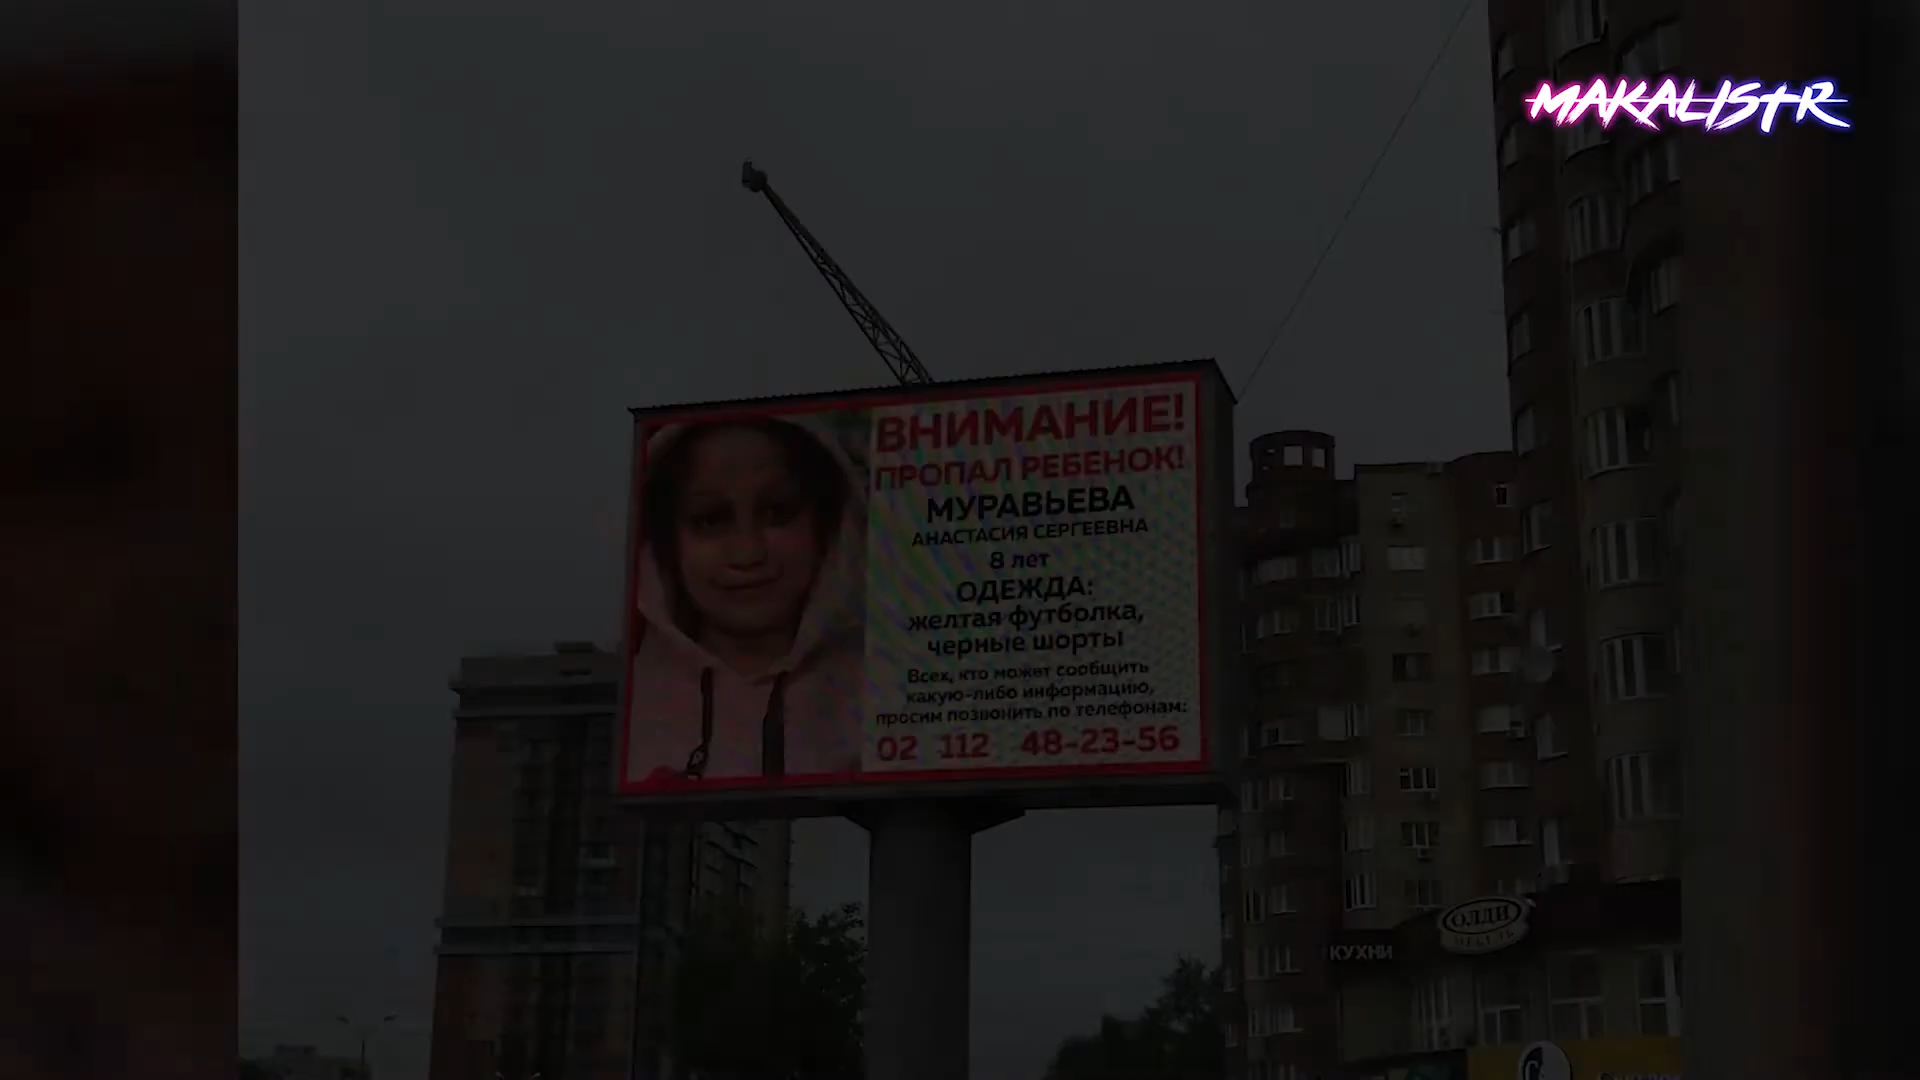 MAKALISTR
ВНИМАНИЕ!
ПРОПАЛ РЕБЕНОК!
МУРАВЬЕВА
АНАСТАСИЯ СЕРГЕЕВНА
8 лет
ОДЕЖДА:
желтая футболка,
черные шорты
Всех, кто может сообщить
какую-либо информацию,
просим позвонить по телефонам:
02 112 48-23-56
ОЛДИ
МЕБЕЛЬ
КУХНИ